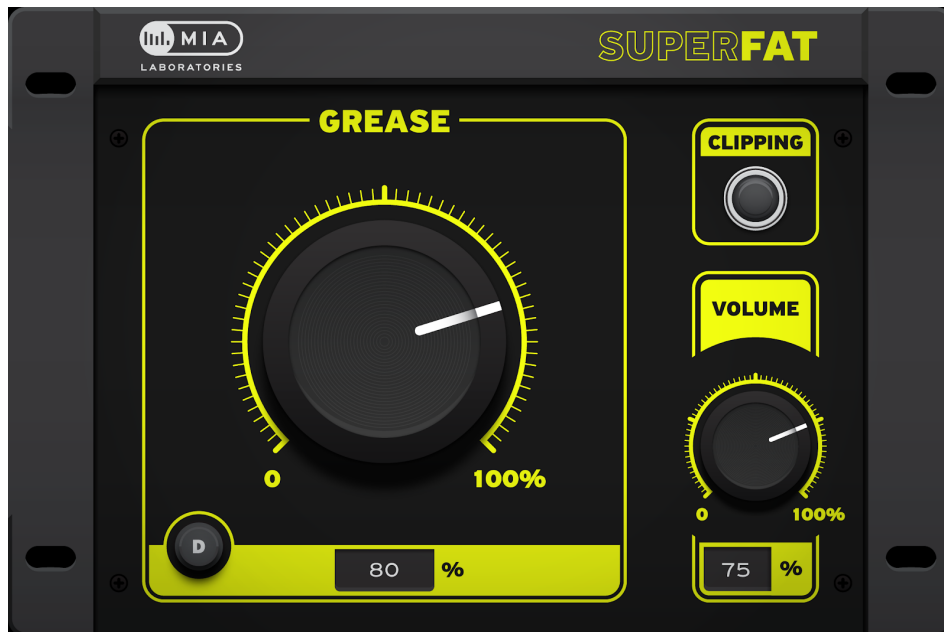 MIA
LABORATORIES
SUPERFAT
GREASE
0
100%
D
80 %
CLIPPING
VOLUME
0
100%
75 %